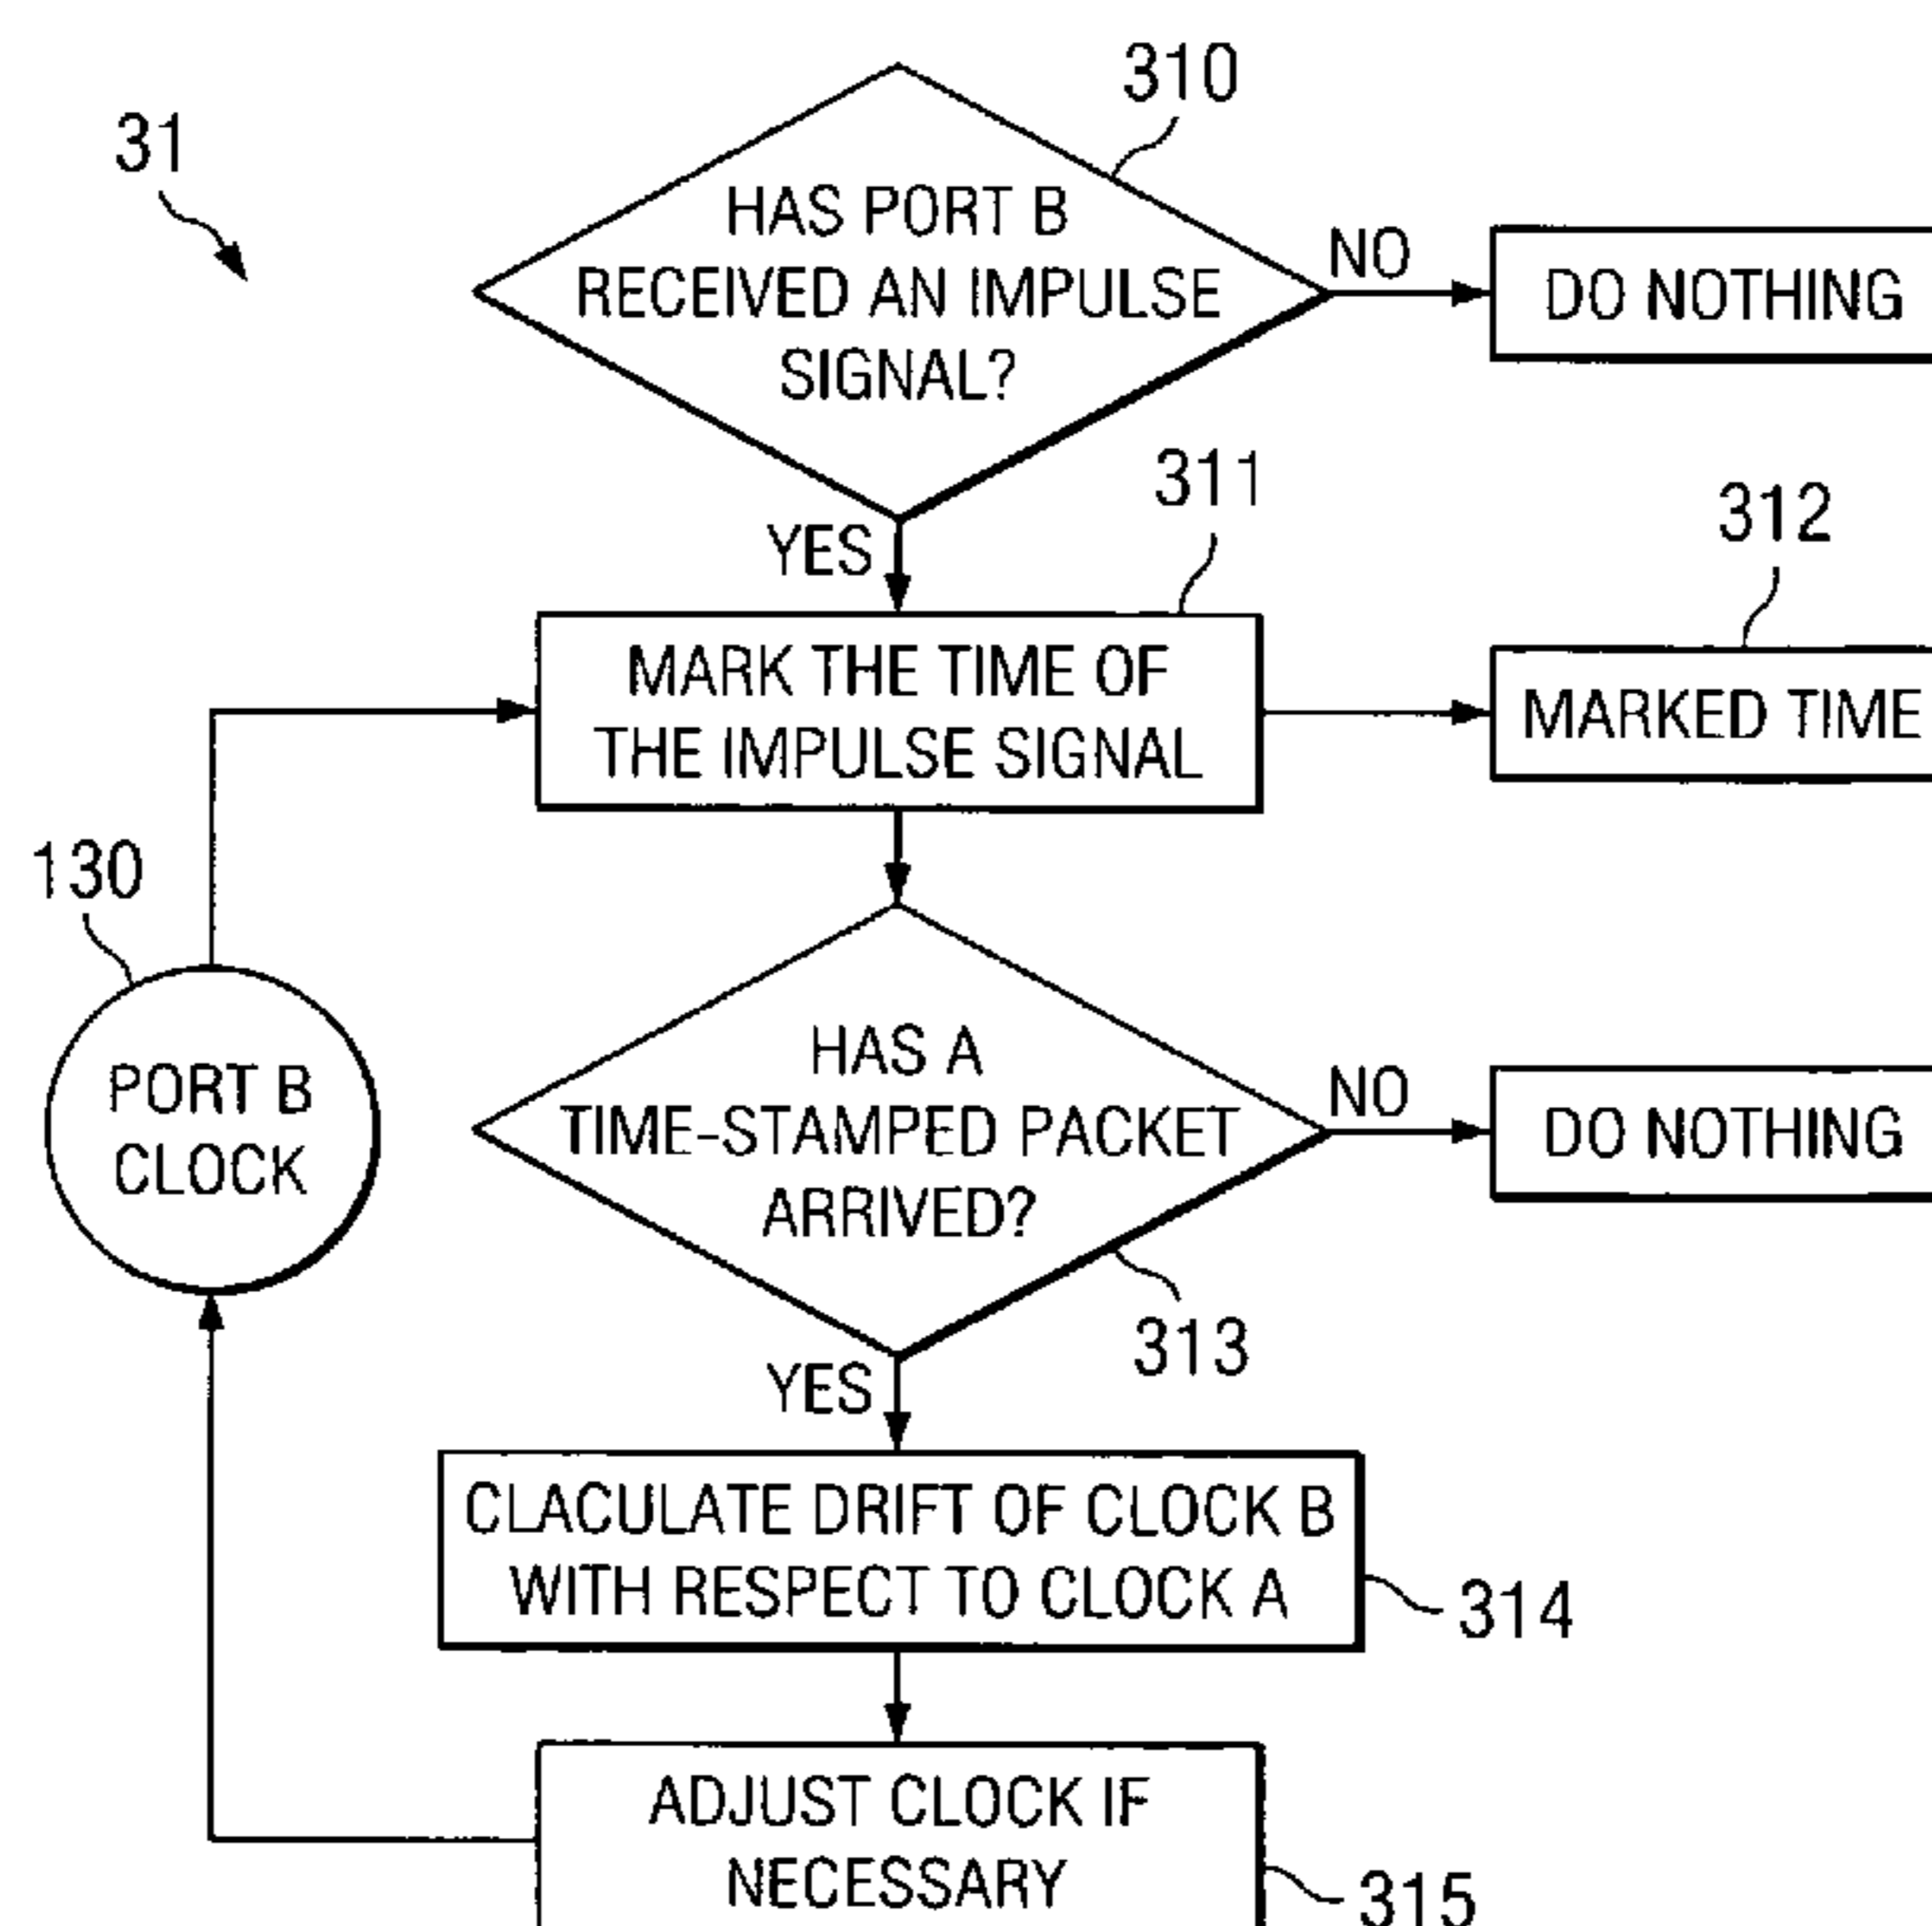 31
310
HAS PORT B
RECEIVED AN IMPULSE
SIGNAL?
NO
DO NOTHING
YES
311
312
MARK THE TIME OF
THE IMPULSE SIGNAL
MARKED TIME
130
PORT B
CLOCK
HAS A
TIME-STAMPED PACKET
ARRIVED?
NO
DO NOTHING
313
YES
CLACULATE DRIFT OF CLOCK B
WITH RESPECT TO CLOCK A
314
ADJUST CLOCK IF
NECESSARY
315